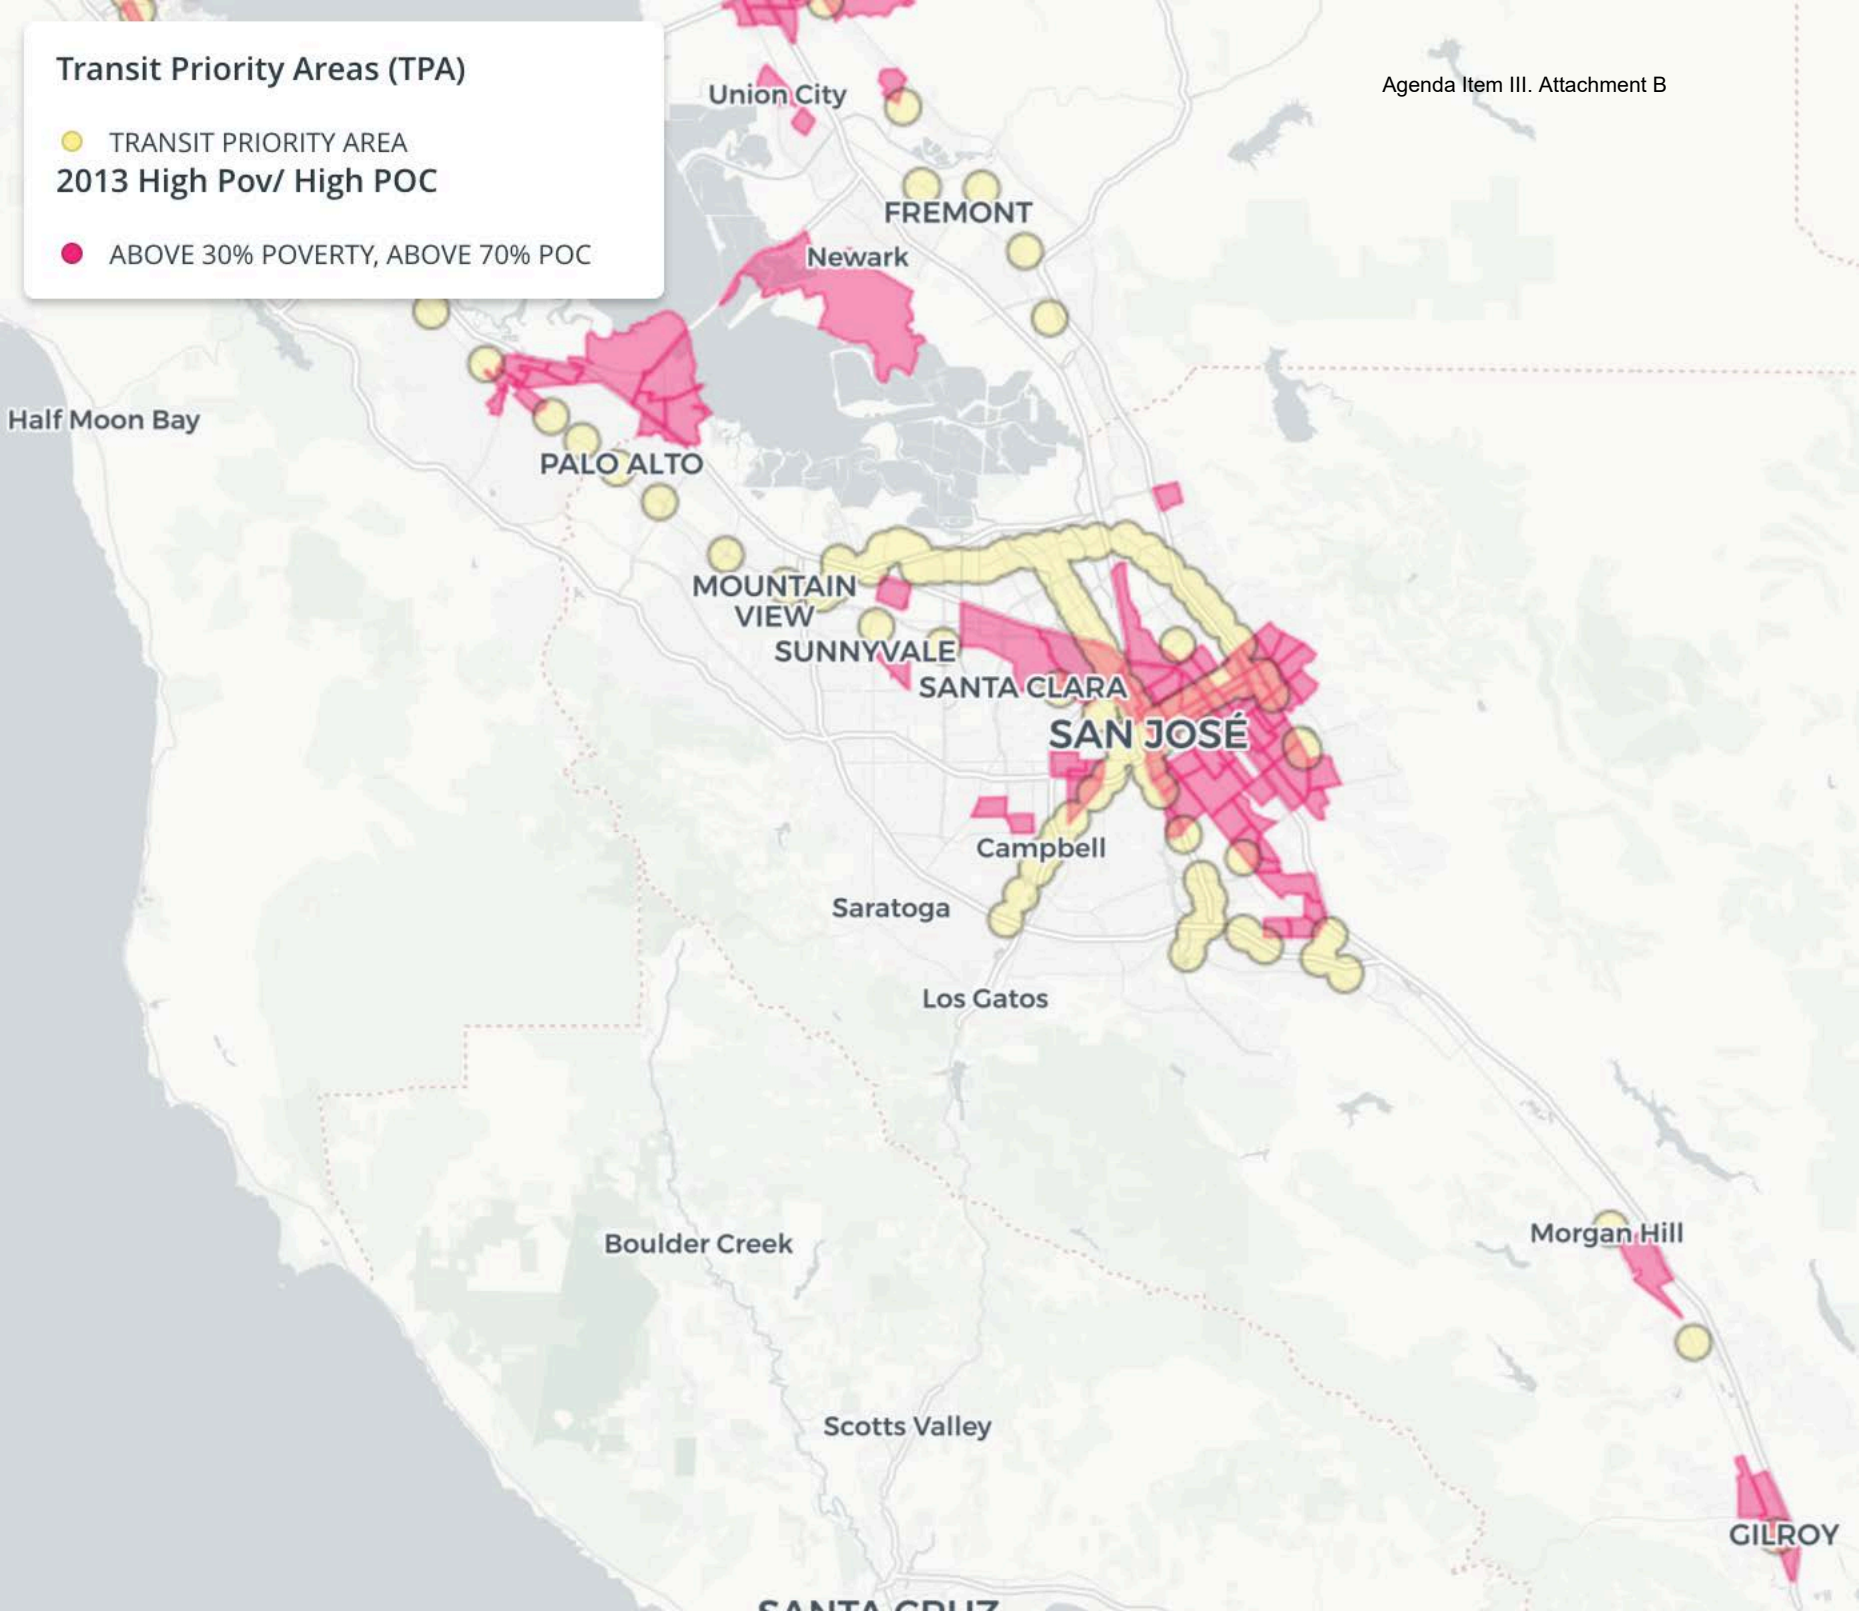 Transit Priority Areas (TPA)
TRANSIT PRIORITY AREA
2013 High Pov/ High POC
ABOVE 30% POVERTY, ABOVE 70% POC
Agenda Item III. Attachment B
Union City
FREMONT
Newark
Half Moon Bay
PALO ALTO
MOUNTAIN
VIEW
SUNNYVALE
SANTA CLARA
SAN JOSÉ
Campbell
Saratoga
Los Gatos
Morgan Hill
Boulder Creek
Scotts Valley
GILROY
SANTA CRUZ